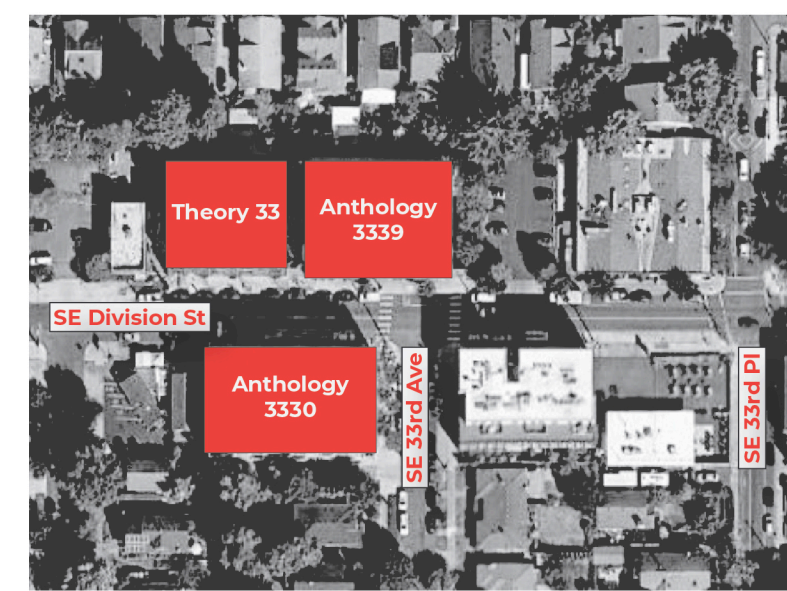 Theory 33
Anthology
3339
SE Division St
Anthology
3330
SE 33rd Ave
SE 33rd Pl